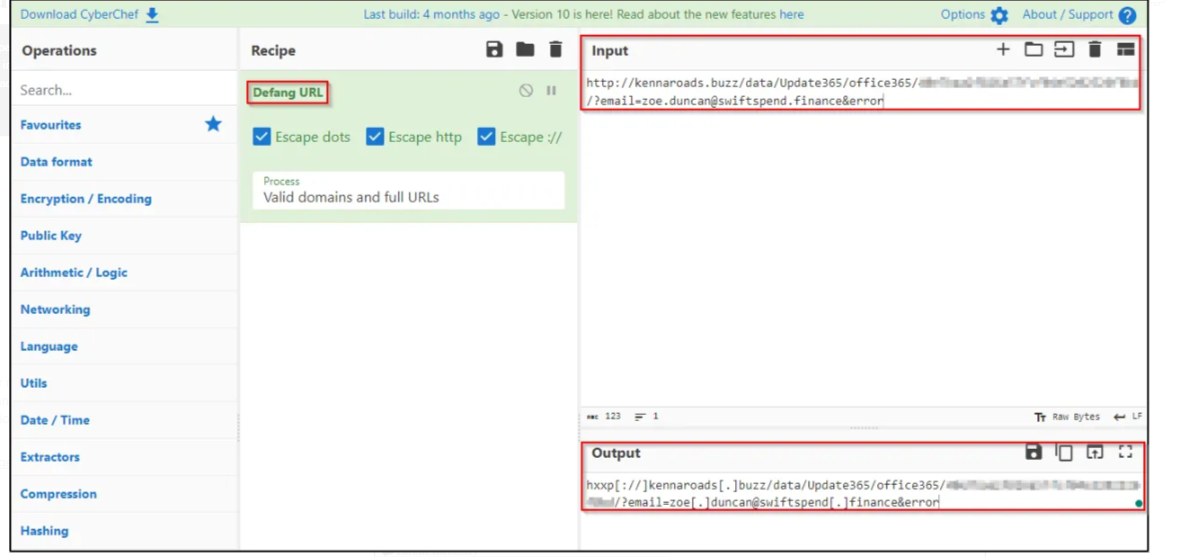 Download CyberChef
Last build: 4 months ago - Version 10 is here! Read about the new features here
Options
About / Support
Operations
Search...
Favourites
Data format
Encryption / Encoding
Public Key
Arithmetic / Logic
Networking
Language
Utils
Date / Time
Extractors
Compression
Hashing
Recipe
Defang URL
Escape dots
Escape http
Escape ://
Process
Valid domains and full URLs
Input
http://kennaroads.buzz/data/Update365/office365/
/?email=zoe.duncan@swiftspend.finance&error
123
1
Raw Bytes
LF
Output
hxxp[://]kennaroads[.]buzz/data/Update365/office365/
/?email=zoe[.]duncan@swiftspend[.]finance&error